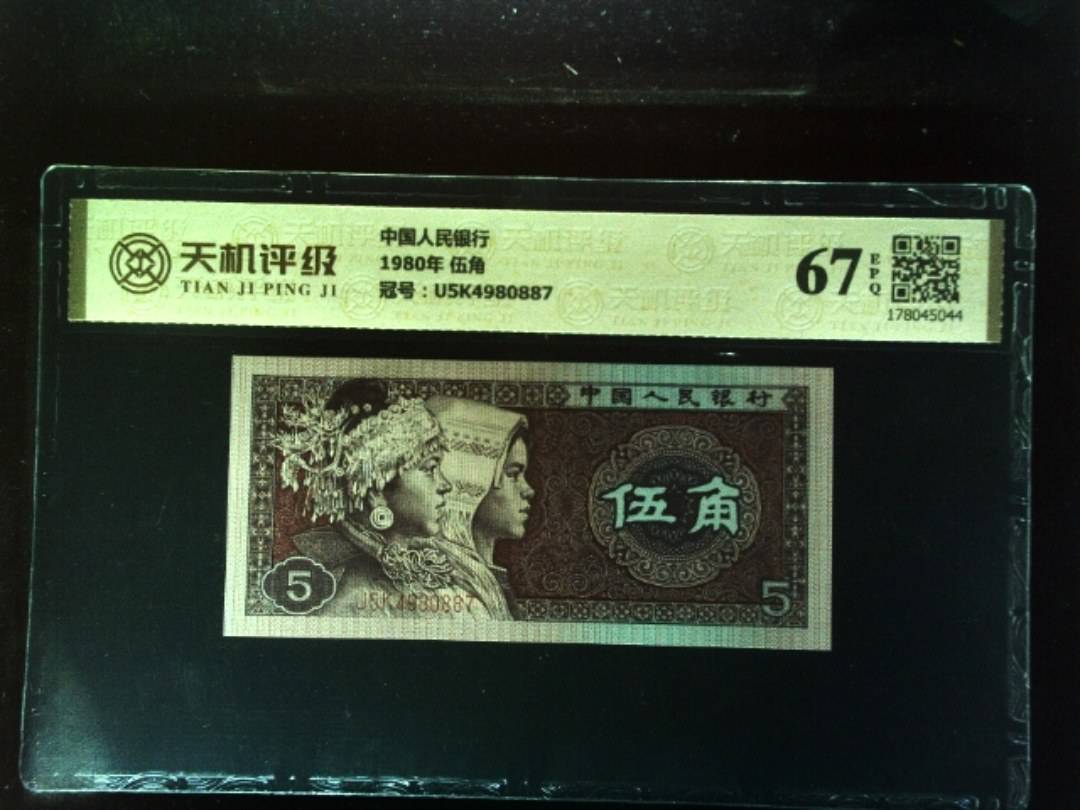 天机评级
TIAN JI PING JI
中国人民银行
1980年 伍角
冠号：U5K4980887
67
EPQ
178045044
中国人民银行
伍角
5
U5K4980887
5